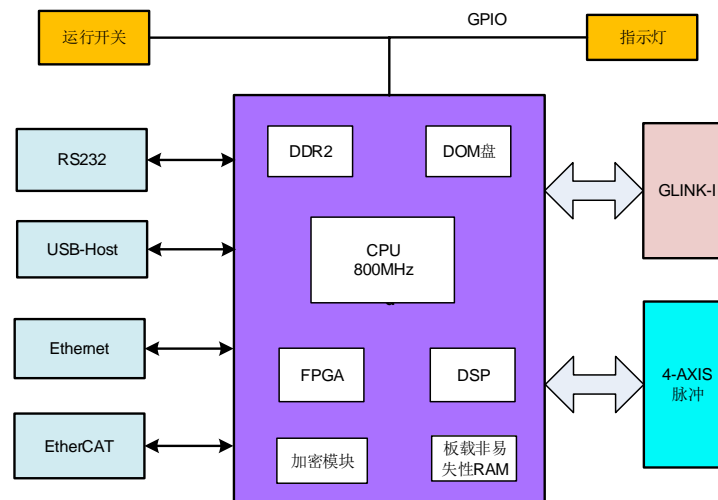 GPIO
运行开关
指示灯
RS232
DDR2
DOM盘
GLINK-I
USB-Host
CPU
800MHz
Ethernet
FPGA
DSP
4-AXIS
脉冲
EtherCAT
加密模块
板载非易
失性RAM